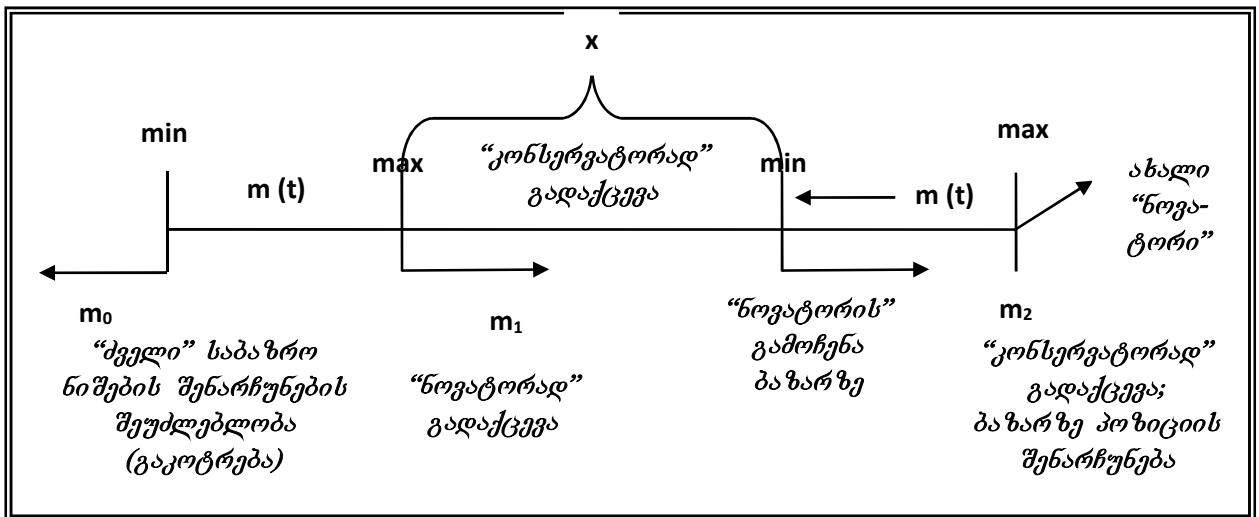 x
min
max
“კონსერვატორად”
გადაქცევა
min
max
m (t)
m (t)
ახალი
“ნოვა-
ტორი”
m₀
“ძველი” საბაზრო
ნიშების შენარჩუნების
შეუძლებლობა
(გაკოტრება)
m₁
“ნოვატორად”
გადაქცევა
“ნოვატორის”
გამოჩენა
ბაზარზე
m₂
“კონსერვატორად”
გადაქცევა;
ბაზარზე პოზიციის
შენარჩუნება